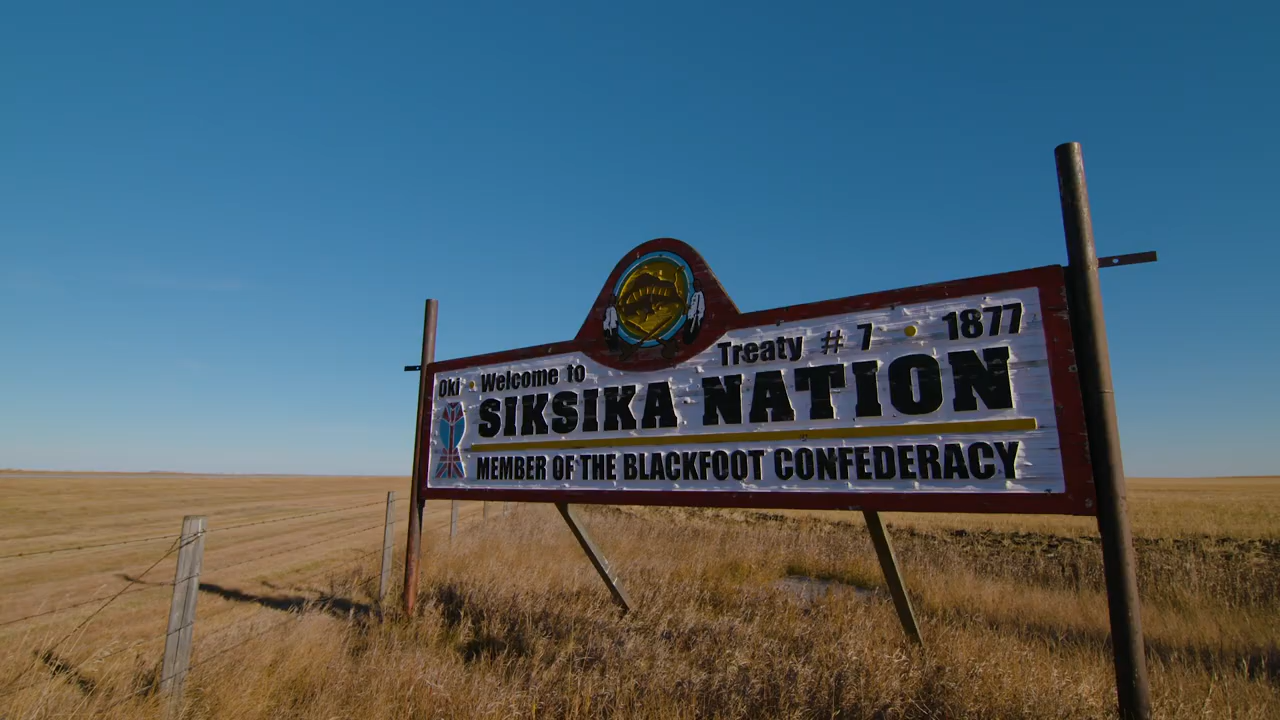 Oki • Welcome to
Treaty # 7 • 1877
SIKSIKA NATION
MEMBER OF THE BLACKFOOT CONFEDERACY